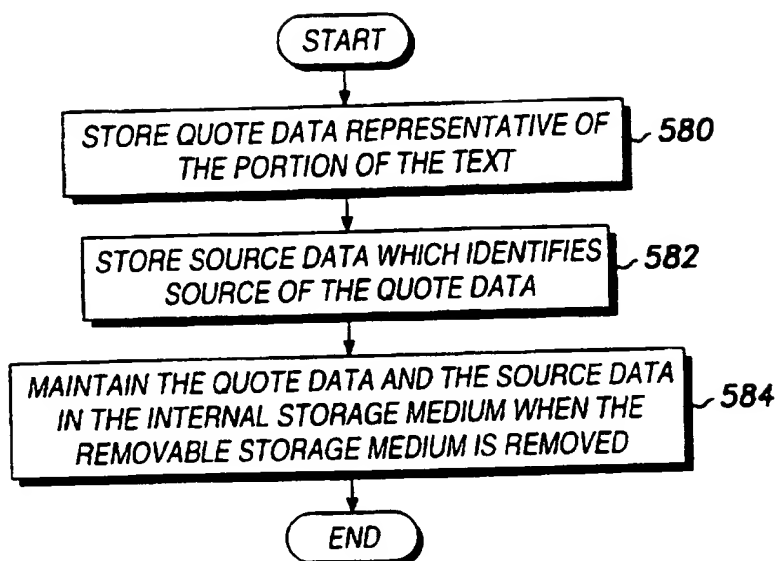 START
STORE QUOTE DATA REPRESENTATIVE OF
THE PORTION OF THE TEXT
580
STORE SOURCE DATA WHICH IDENTIFIES
SOURCE OF THE QUOTE DATA
582
MAINTAIN THE QUOTE DATA AND THE SOURCE DATA
IN THE INTERNAL STORAGE MEDIUM WHEN THE
REMOVABLE STORAGE MEDIUM IS REMOVED
584
END